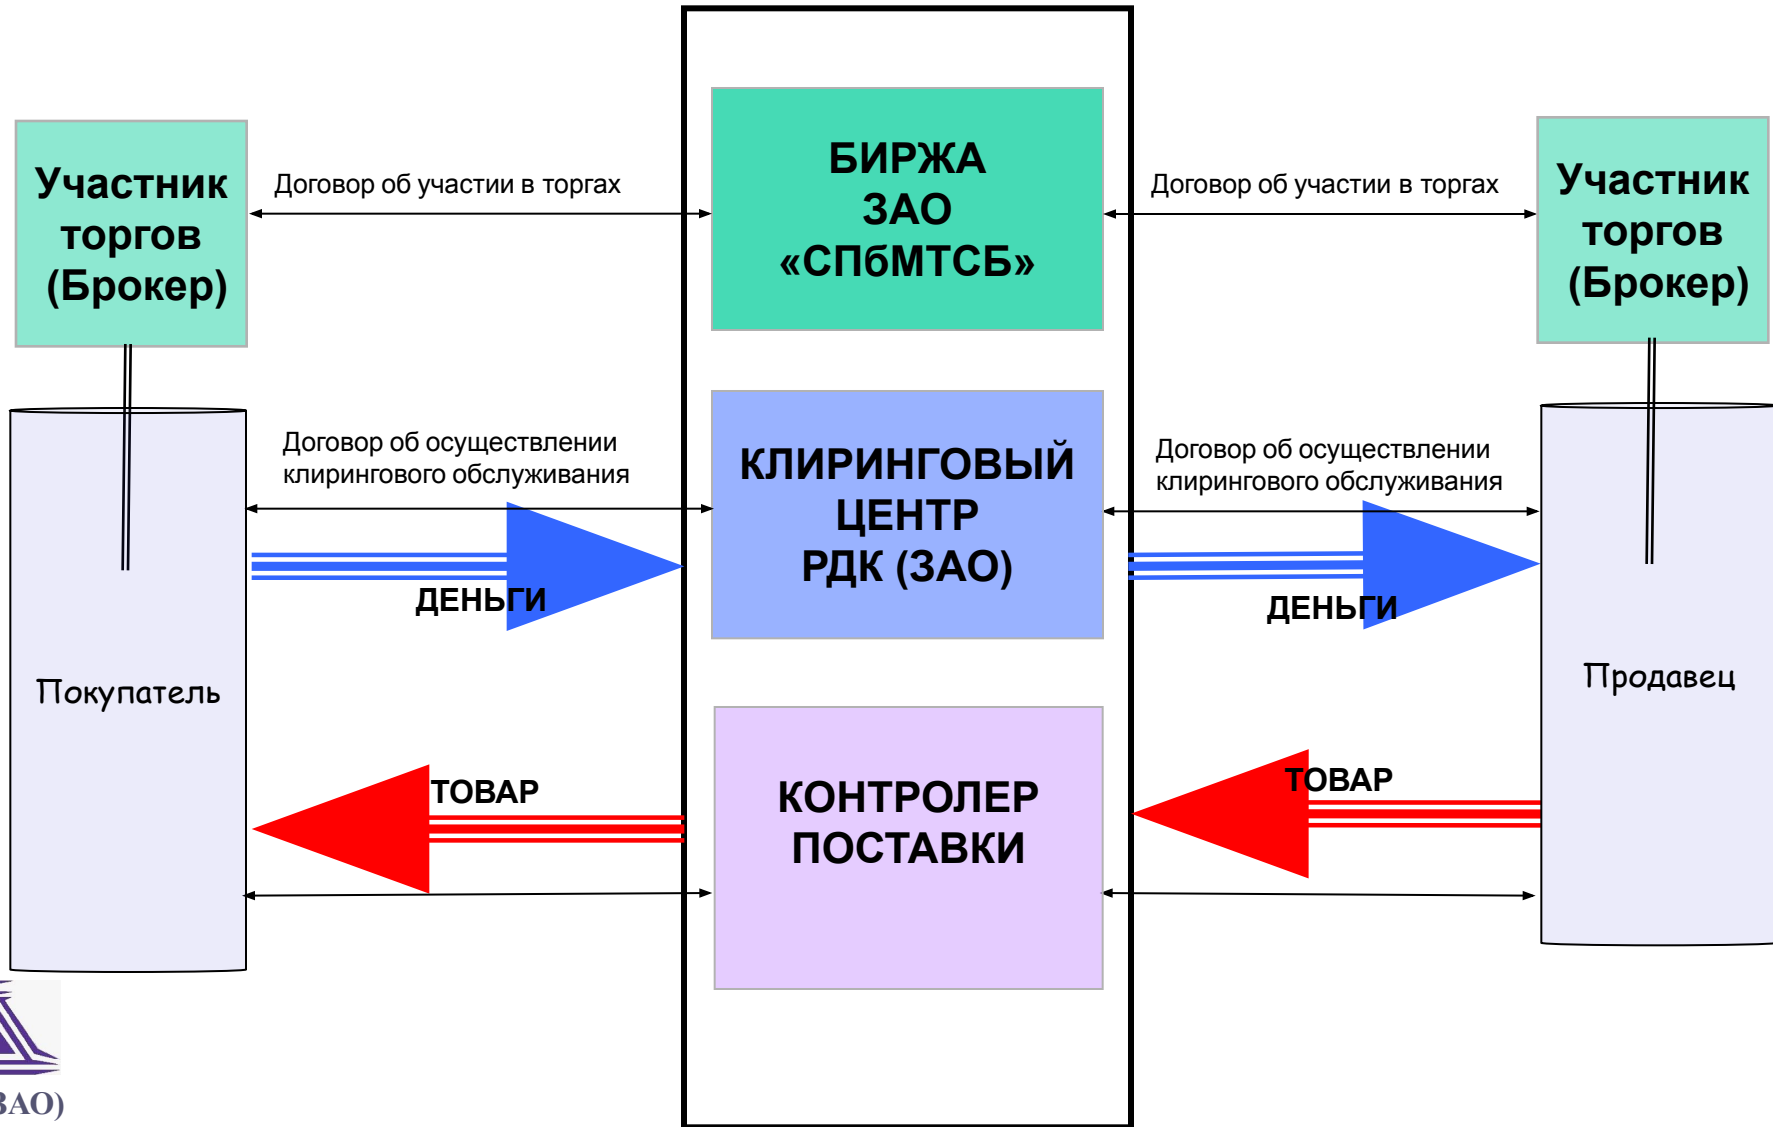 Участник
торгов
(Брокер)
Договор об участии в торгах
БИРЖА
ЗАО
«СПбМТСБ»
Договор об участии в торгах
Участник
торгов
(Брокер)
Договор об осуществлении
клирингового обслуживания
КЛИРИНГОВЫЙ
ЦЕНТР
РДК (ЗАО)
Договор об осуществлении
клирингового обслуживания
ДЕНЬГИ
ДЕНЬГИ
Покупатель
Продавец
ТОВАР
КОНТРОЛЕР
ПОСТАВКИ
ТОВАР
ЗАО)